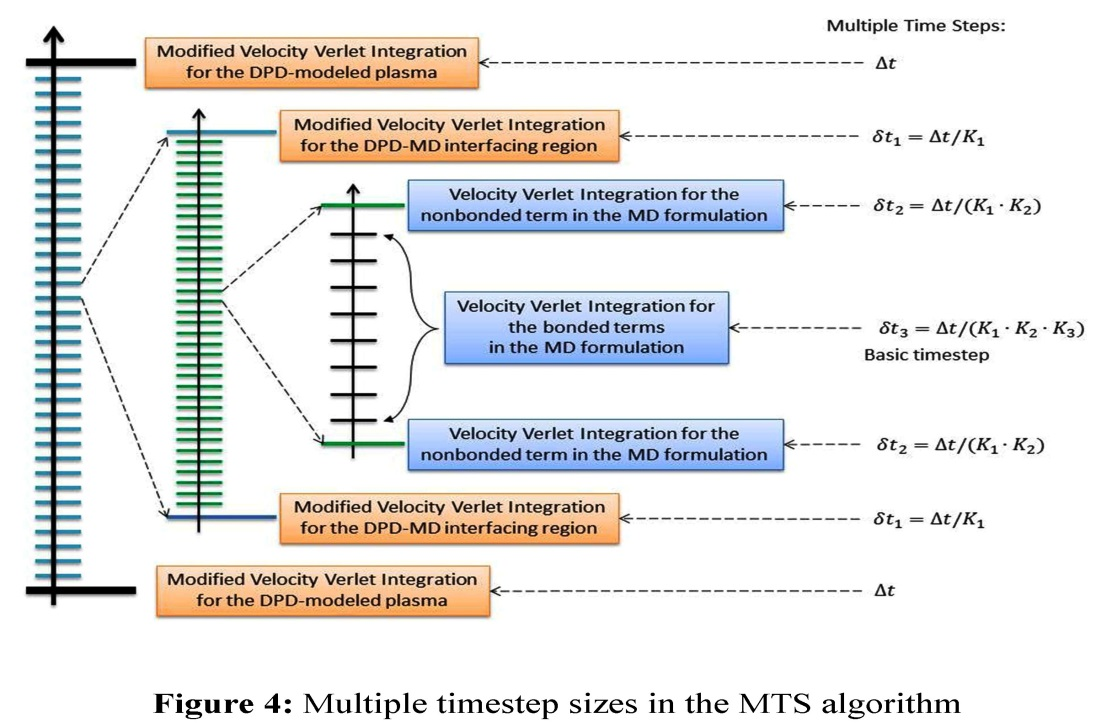 Multiple Time Steps:
Modified Velocity Verlet Integration
for the DPD-modeled plasma
Δt
Modified Velocity Verlet Integration
for the DPD-MD interfacing region
δt₁ = Δt/K₁
Velocity Verlet Integration for the
nonbonded term in the MD formulation
δt₂ = Δt/(K₁ · K₂)
Velocity Verlet Integration for
the bonded terms
in the MD formulation
δt₃ = Δt/(K₁ · K₂ · K₃)
Basic timestep
Velocity Verlet Integration for the
nonbonded term in the MD formulation
δt₂ = Δt/(K₁ · K₂)
Modified Velocity Verlet Integration
for the DPD-MD interfacing region
δt₁ = Δt/K₁
Modified Velocity Verlet Integration
for the DPD-modeled plasma
Δt
Figure 4: Multiple timestep sizes in the MTS algorithm